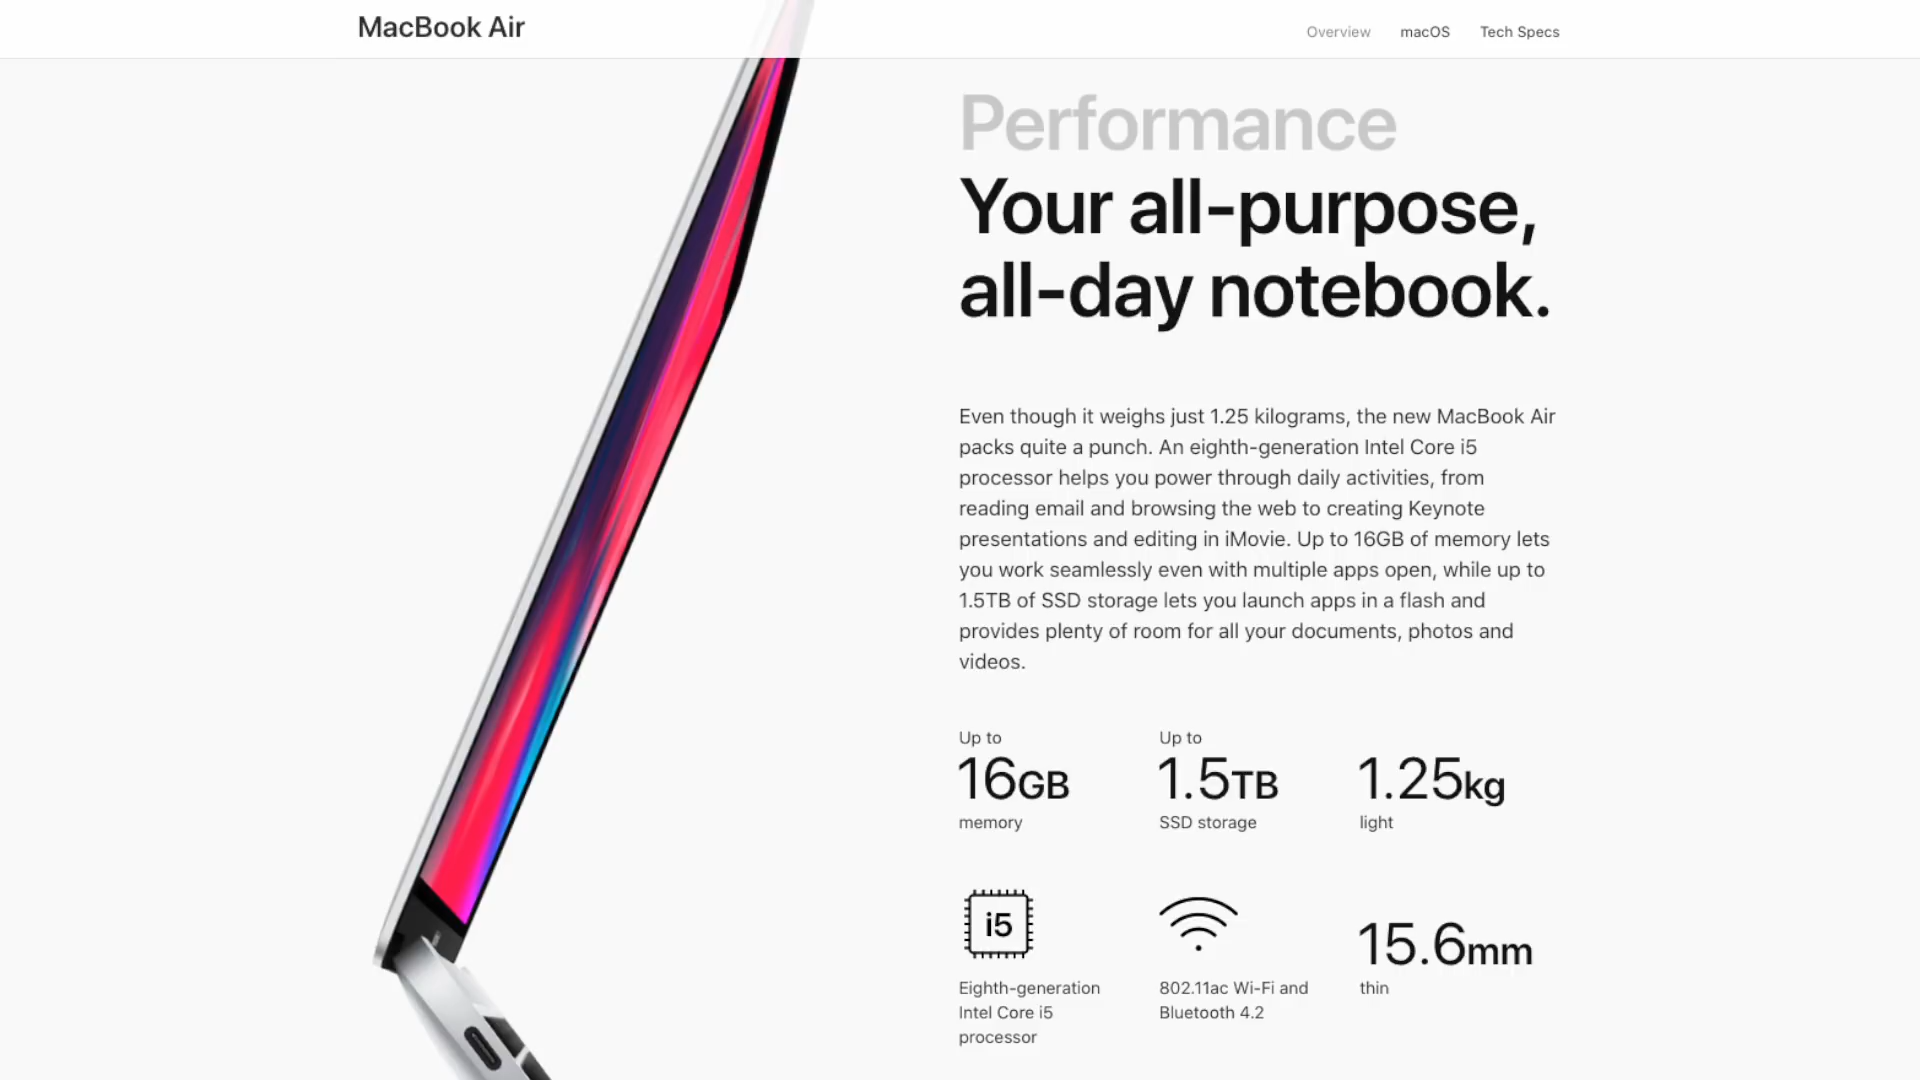 MacBook Air
Overview
macOS
Tech Specs
Performance
Your all-purpose,
all-day notebook.
Even though it weighs just 1.25 kilograms, the new MacBook Air
packs quite a punch. An eighth-generation Intel Core i5
processor helps you power through daily activities, from
reading email and browsing the web to creating Keynote
presentations and editing in iMovie. Up to 16GB of memory lets
you work seamlessly even with multiple apps open, while up to
1.5TB of SSD storage lets you launch apps in a flash and
provides plenty of room for all your documents, photos and
videos.
Up to
16GB
memory
Up to
1.5TB
SSD storage
1.25kg
light
i5
Eighth-generation
Intel Core i5
processor
802.11ac Wi-Fi and
Bluetooth 4.2
15.6mm
thin